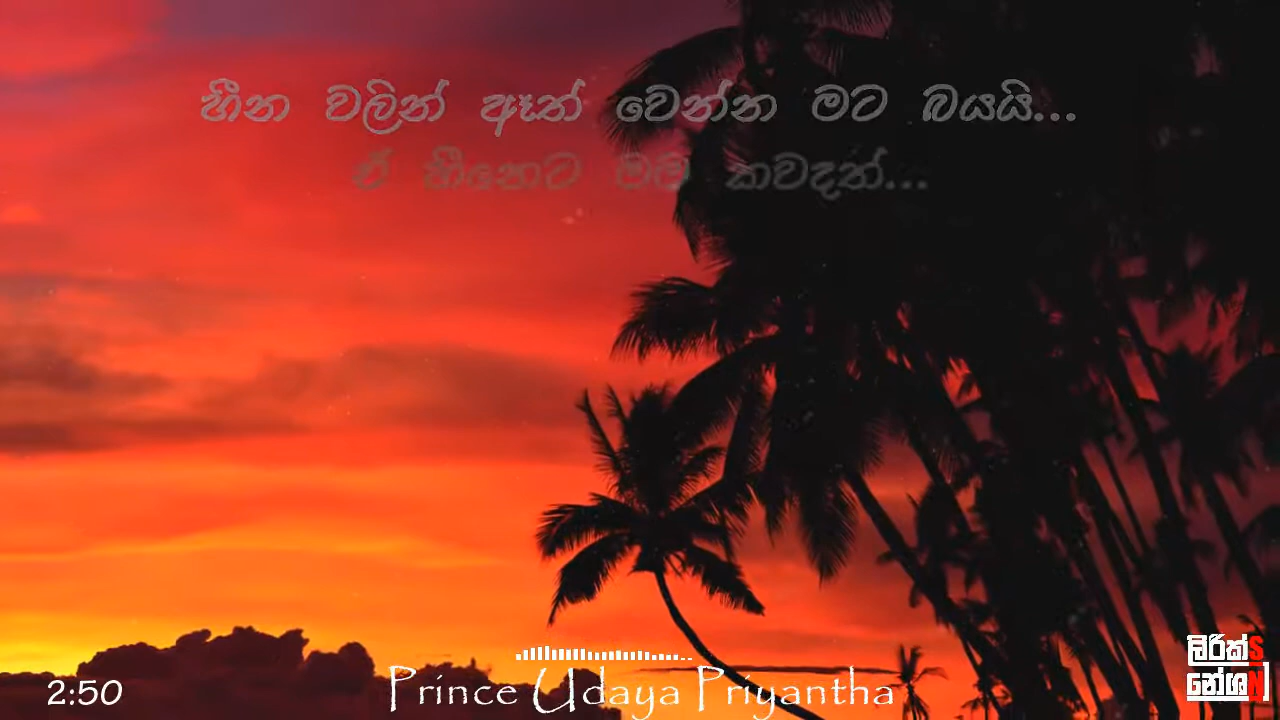 හීන වලින් ඈත් වෙන්න මට බයයි...
ඒ හීනෙට මම කවදත්...
2:50
Prince Udaya Priyantha
ලිරික්ස්
නේශන්